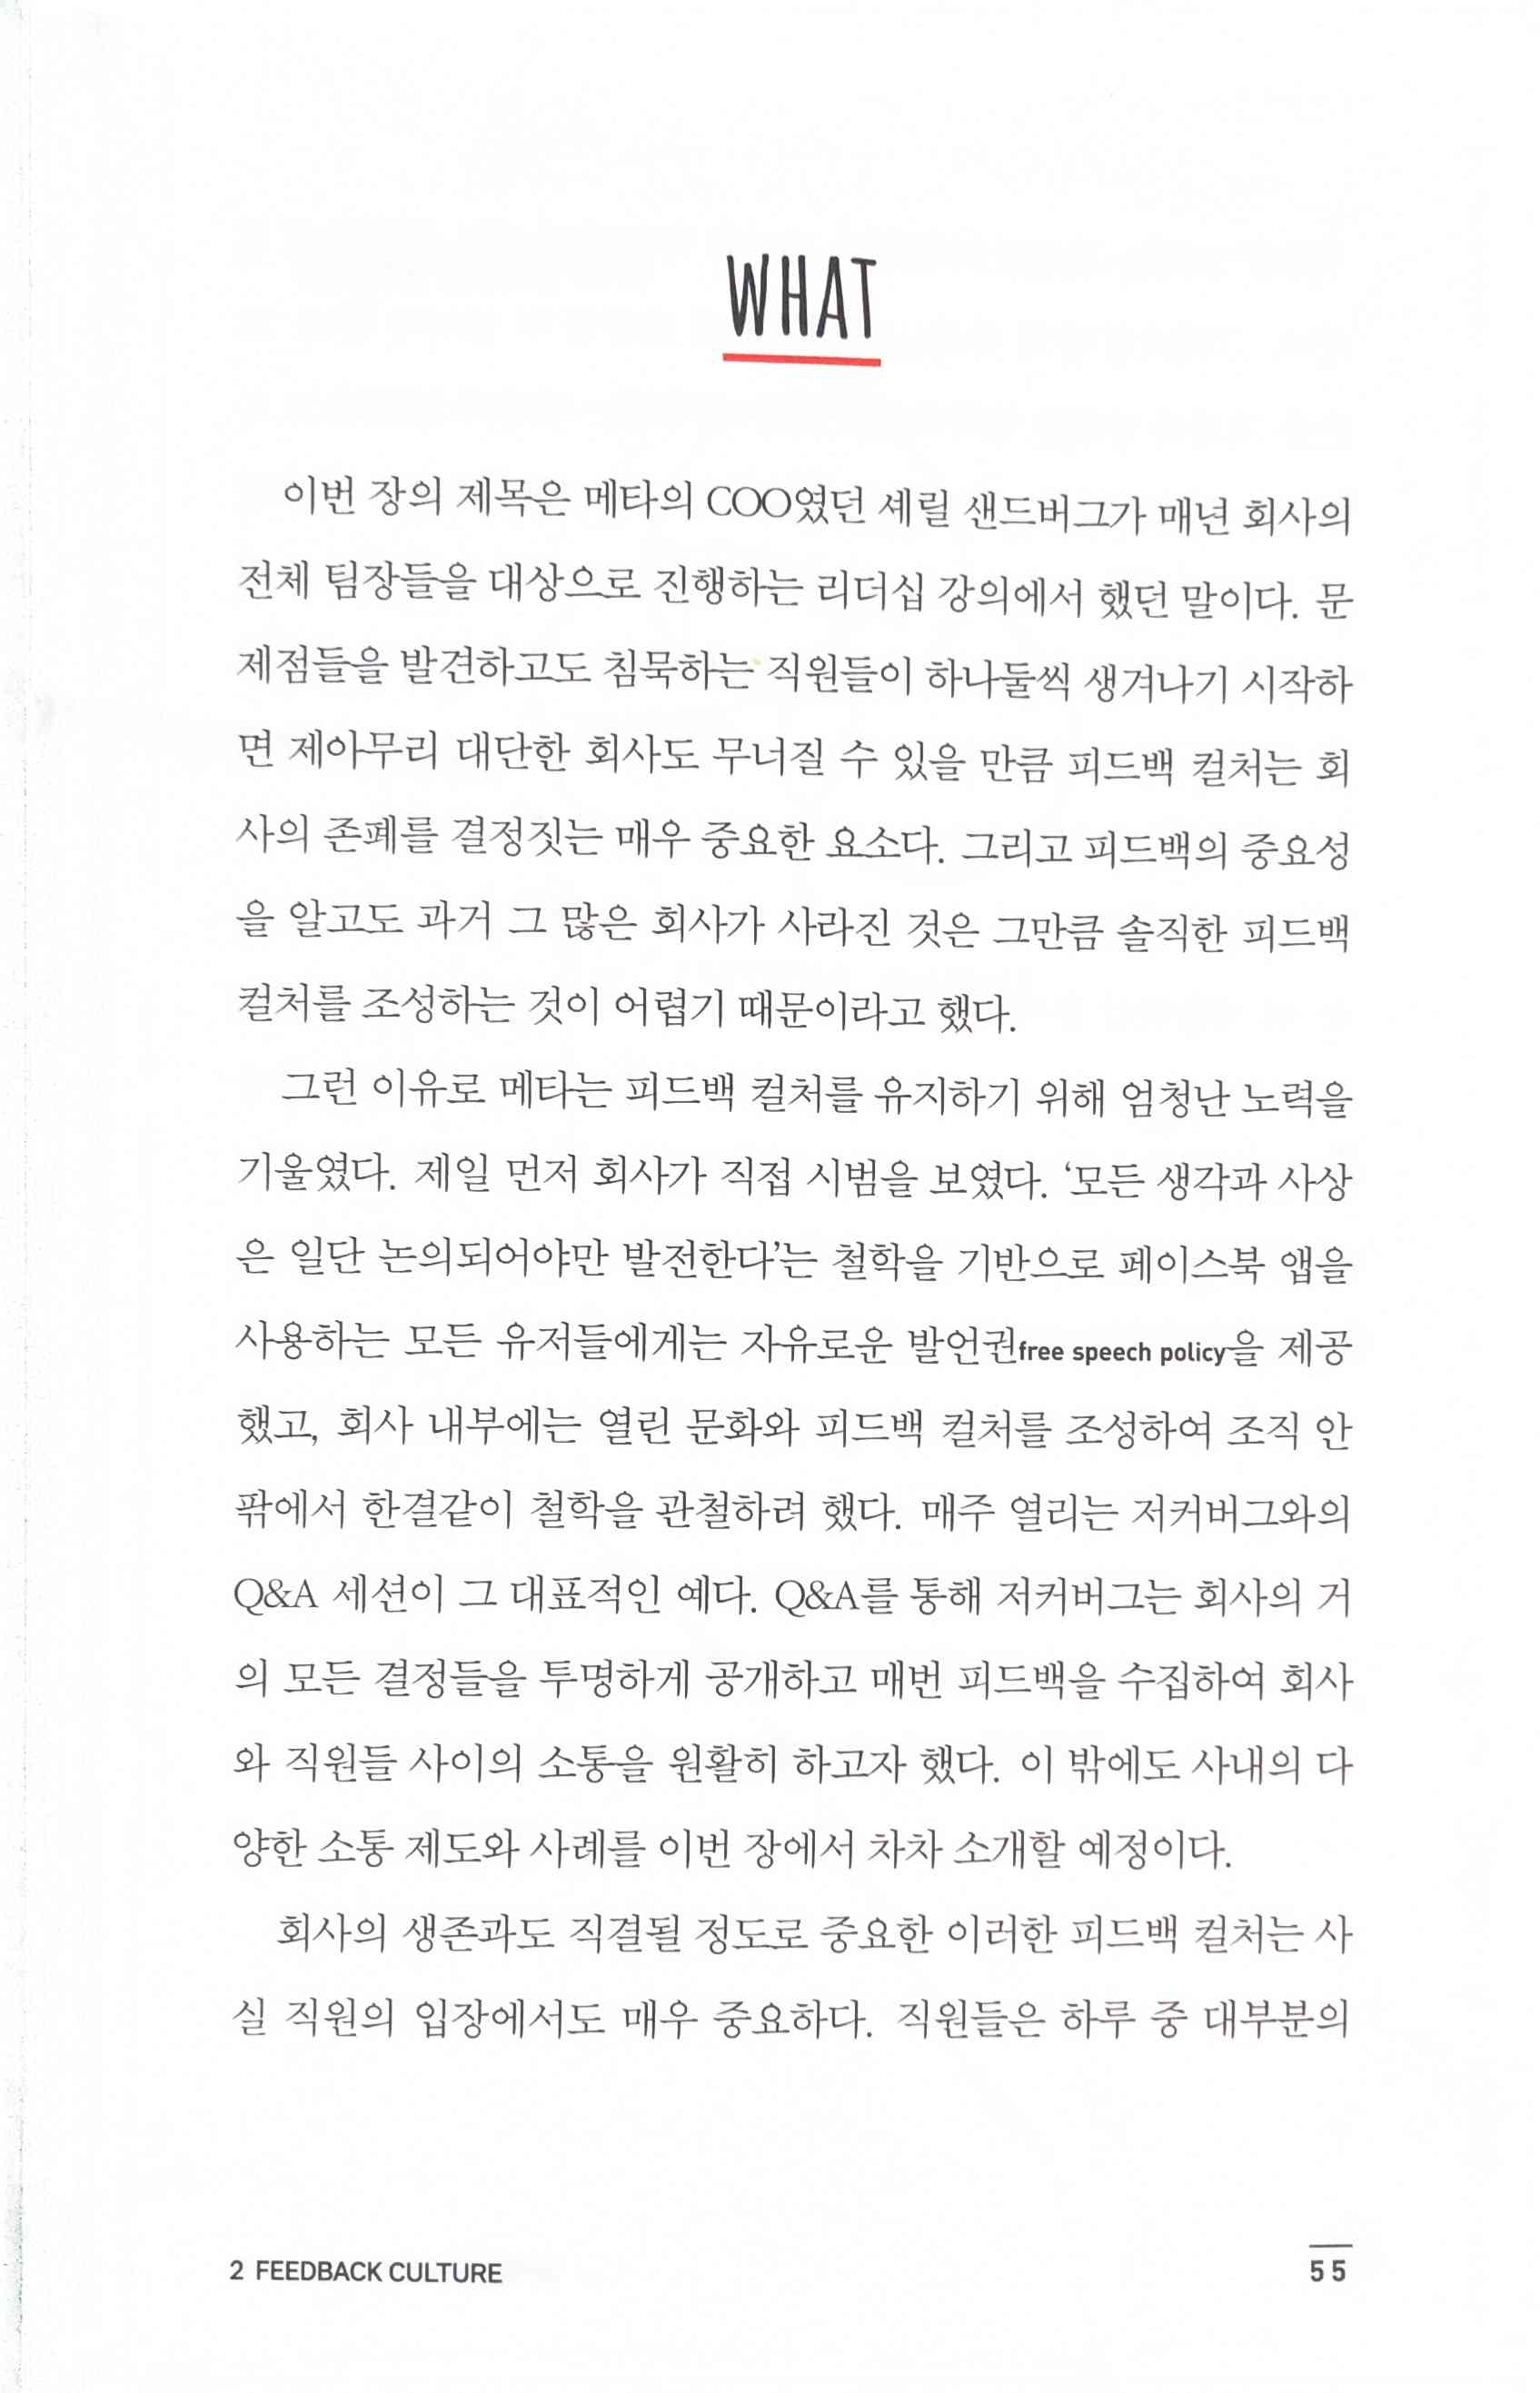 WHAT
이번 장의 제목은 메타의 COO였던 셰릴 샌드버그가 매년 회사의
전체 팀장들을 대상으로 진행하는 리더십 강의에서 했던 말이다. 문
제점들을 발견하고도 침묵하는 직원들이 하나둘씩 생겨나기 시작하
면 제아무리 대단한 회사도 무너질 수 있을 만큼 피드백 컬처는 회
사의 존폐를 결정짓는 매우 중요한 요소다. 그리고 피드백의 중요성
을 알고도 과거 그 많은 회사가 사라진 것은 그만큼 솔직한 피드백
컬처를 조성하는 것이 어렵기 때문이라고 했다.
그런 이유로 메타는 피드백 컬처를 유지하기 위해 엄청난 노력을
기울였다. 제일 먼저 회사가 직접 시범을 보였다. ‘모든 생각과 사상
은 일단 논의되어야만 발전한다’는 철학을 기반으로 페이스북 앱을
사용하는 모든 유저들에게는 자유로운 발언권free speech policy을 제공
했고, 회사 내부에는 열린 문화와 피드백 컬처를 조성하여 조직 안
팎에서 한결같이 철학을 관철하려 했다. 매주 열리는 저커버그와의
Q&A 세션이 그 대표적인 예다. Q&A를 통해 저커버그는 회사의 거
의 모든 결정들을 투명하게 공개하고 매번 피드백을 수집하여 회사
와 직원들 사이의 소통을 원활히 하고자 했다. 이 밖에도 사내의 다
양한 소통 제도와 사례를 이번 장에서 차차 소개할 예정이다.
회사의 생존과도 직결될 정도로 중요한 이러한 피드백 컬처는 사
실 직원의 입장에서도 매우 중요하다. 직원들은 하루 중 대부분의
2 FEEDBACK CULTURE
55